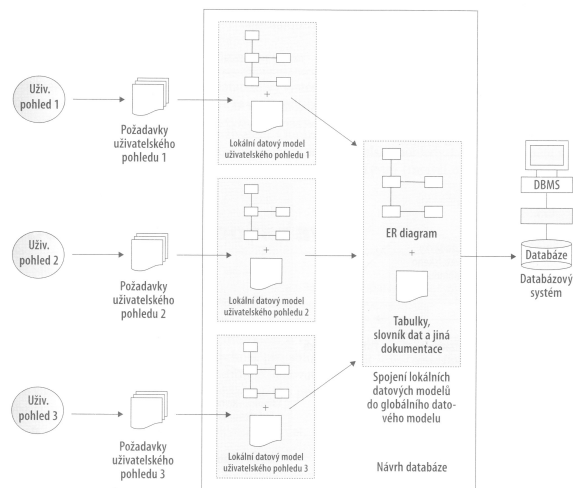 Uživ.
pohled 1
Požadavky
uživatelského
pohledu 1
+
Lokální datový model
uživatelského pohledu 1
Uživ.
pohled 2
Požadavky
uživatelského
pohledu 2
+
Lokální datový model
uživatelského pohledu 2
Uživ.
pohled 3
Požadavky
uživatelského
pohledu 3
+
Lokální datový model
uživatelského pohledu 3
ER diagram
+
Tabulky,
slovník dat a jiná
dokumentace
Spojení lokálních
datových modelů
do globálního dato-
vého modelu
Návrh databáze
DBMS
Databáze
Databázový
systém